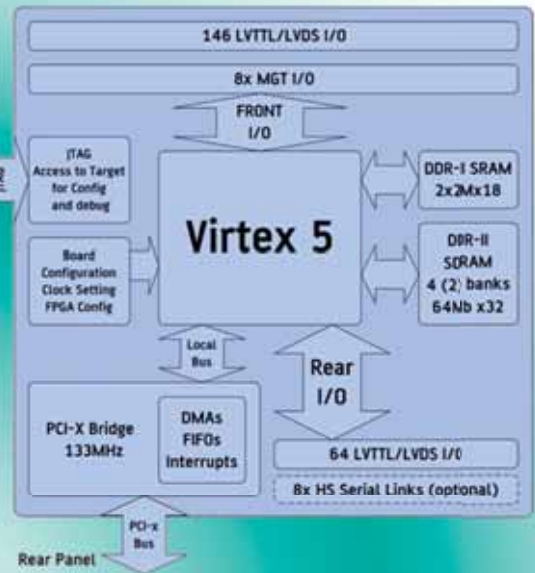 146 LVTTL/LVDS I/O
8x MGT I/O
FRONT
I/O
JTAG
JTAG
Access to Target
for Config
and debug
Virtex 5
DDR-I SRAM
2x2Mx18
Board
Configuration
Clock Setting
FPGA Config
DDR-II
SDRAM
4 (2) banks
64Mb x32
Local
Bus
Rear
I/O
PCI-X Bridge
133MHz
DMAs
FIFOs
Interrupts
64 LVTTL/LVDS I/O
8x HS Serial Links (optional)
PCI-x
Bus
Rear Panel